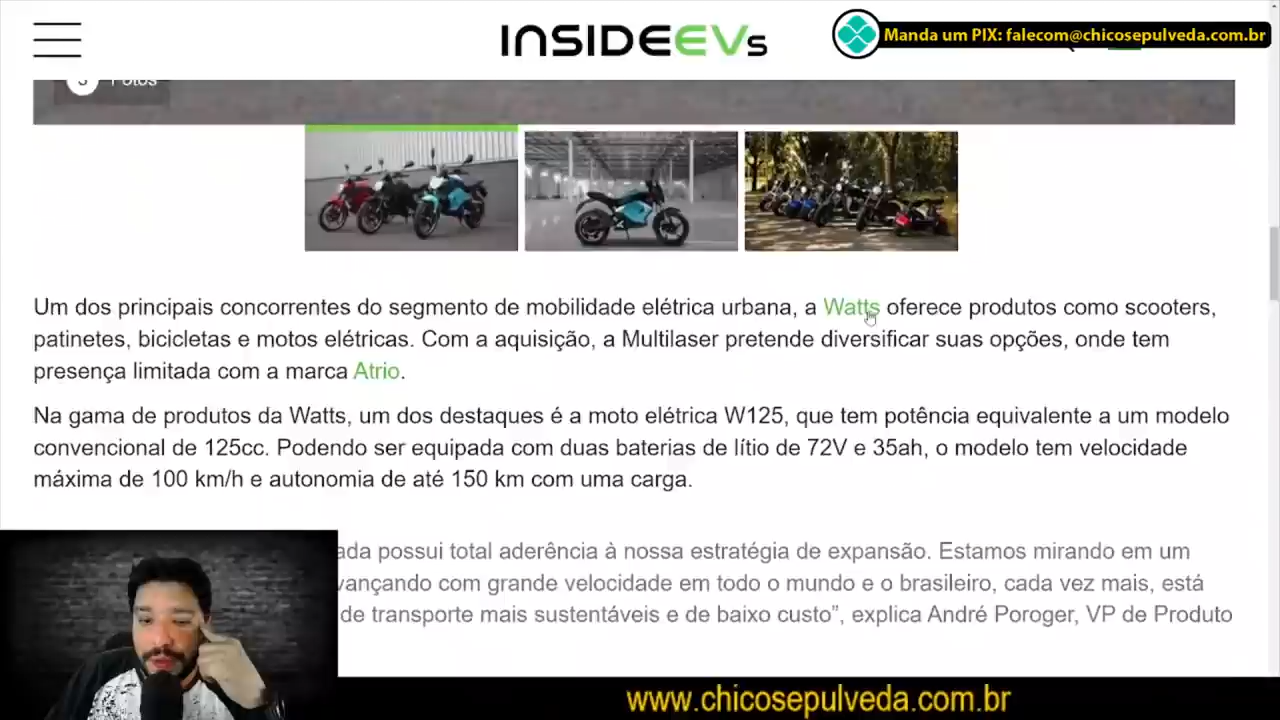 INSIDEEVs
Manda um PIX: falecom@chicosepulveda.com.br
3 Fotos
Um dos principais concorrentes do segmento de mobilidade elétrica urbana, a Watts oferece produtos como scooters,
patinetes, bicicletas e motos elétricas. Com a aquisição, a Multilaser pretende diversificar suas opções, onde tem
presença limitada com a marca Atrio.
Na gama de produtos da Watts, um dos destaques é a moto elétrica W125, que tem potência equivalente a um modelo
convencional de 125cc. Podendo ser equipada com duas baterias de lítio de 72V e 35ah, o modelo tem velocidade
máxima de 100 km/h e autonomia de até 150 km com uma carga.
possui total aderência à nossa estratégia de expansão. Estamos mirando em um
com grande velocidade em todo o mundo e o brasileiro, cada vez mais, está
de transporte mais sustentáveis e de baixo custo”, explica André Poroger, VP de Produto
www.chicosepulveda.com.br